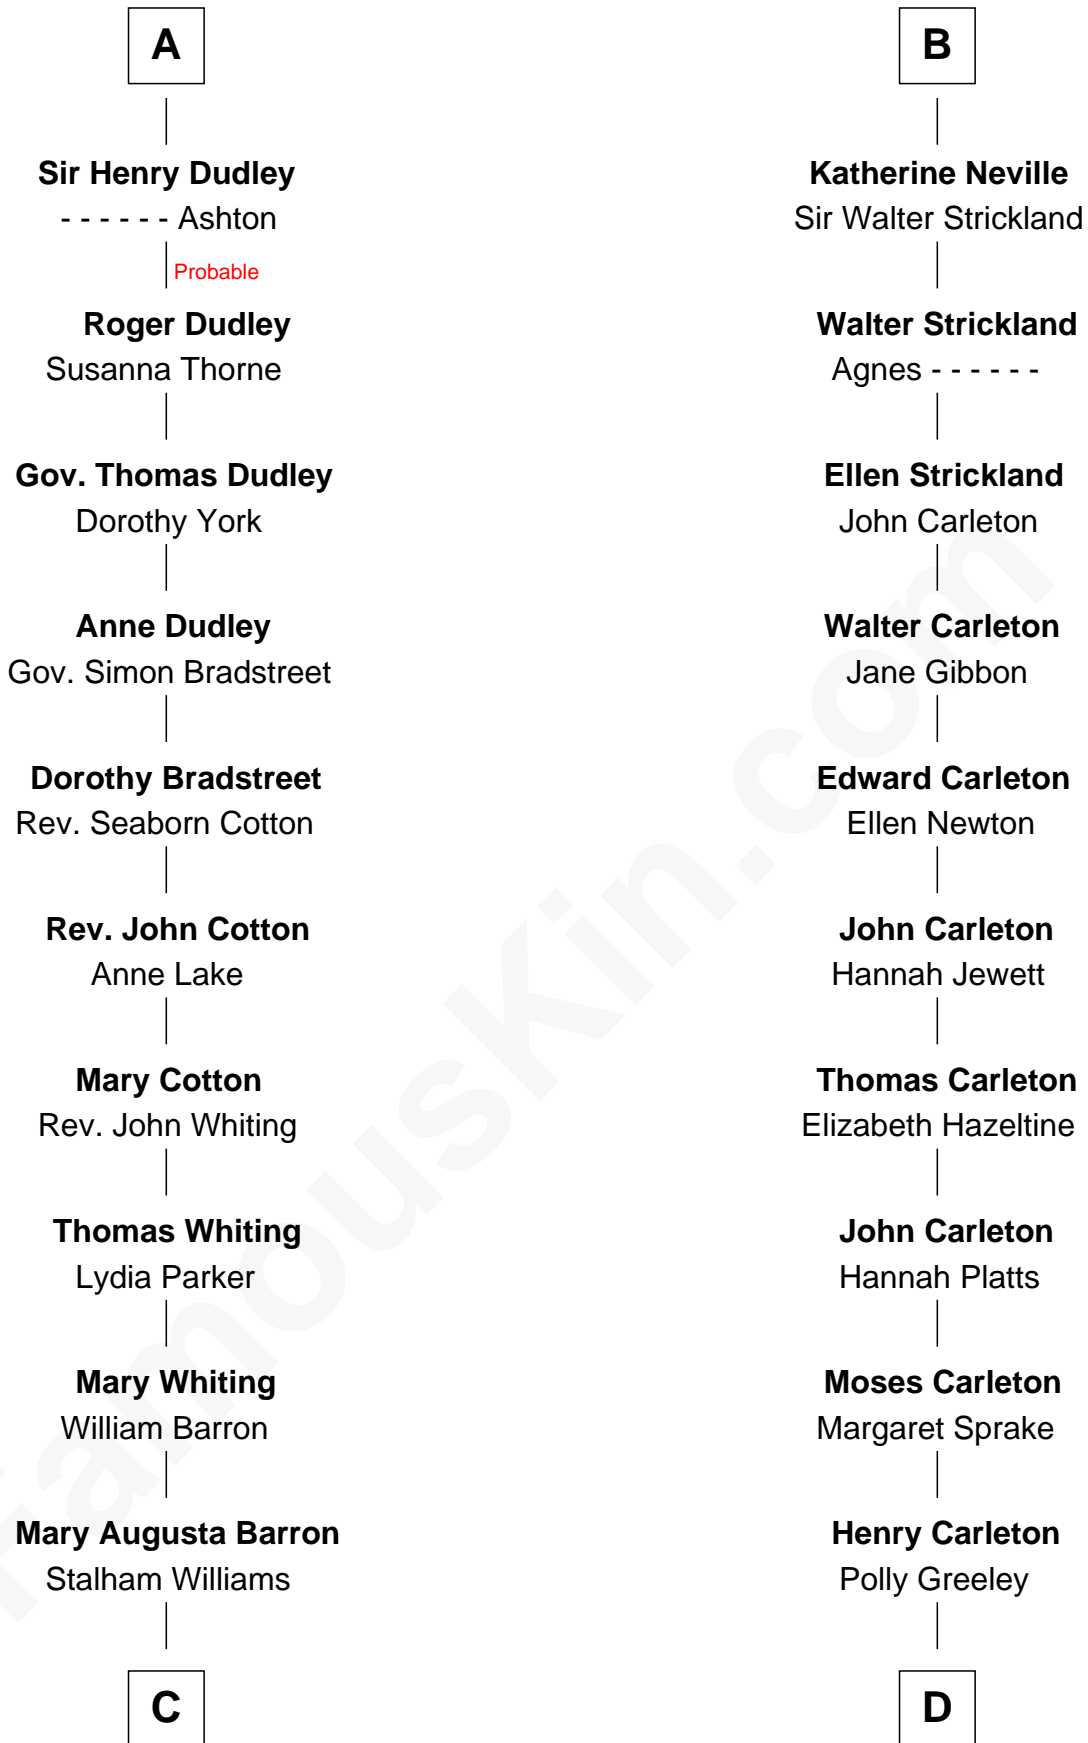 A
Sir Henry Dudley
- - - - - - Ashton
Probable
Roger Dudley
Susanna Thorne
Gov. Thomas Dudley
Dorothy York
Anne Dudley
Gov. Simon Bradstreet
Dorothy Bradstreet
Rev. Seaborn Cotton
Rev. John Cotton
Anne Lake
Mary Cotton
Rev. John Whiting
Thomas Whiting
Lydia Parker
Mary Whiting
William Barron
Mary Augusta Barron
Stalham Williams
C
B
Katherine Neville
Sir Walter Strickland
Walter Strickland
Agnes - - - - - -
Ellen Strickland
John Carleton
Walter Carleton
Jane Gibbon
Edward Carleton
Ellen Newton
John Carleton
Hannah Jewett
Thomas Carleton
Elizabeth Hazeltine
John Carleton
Hannah Platts
Moses Carleton
Margaret Sprake
Henry Carleton
Polly Greeley
D
FamousKin.com